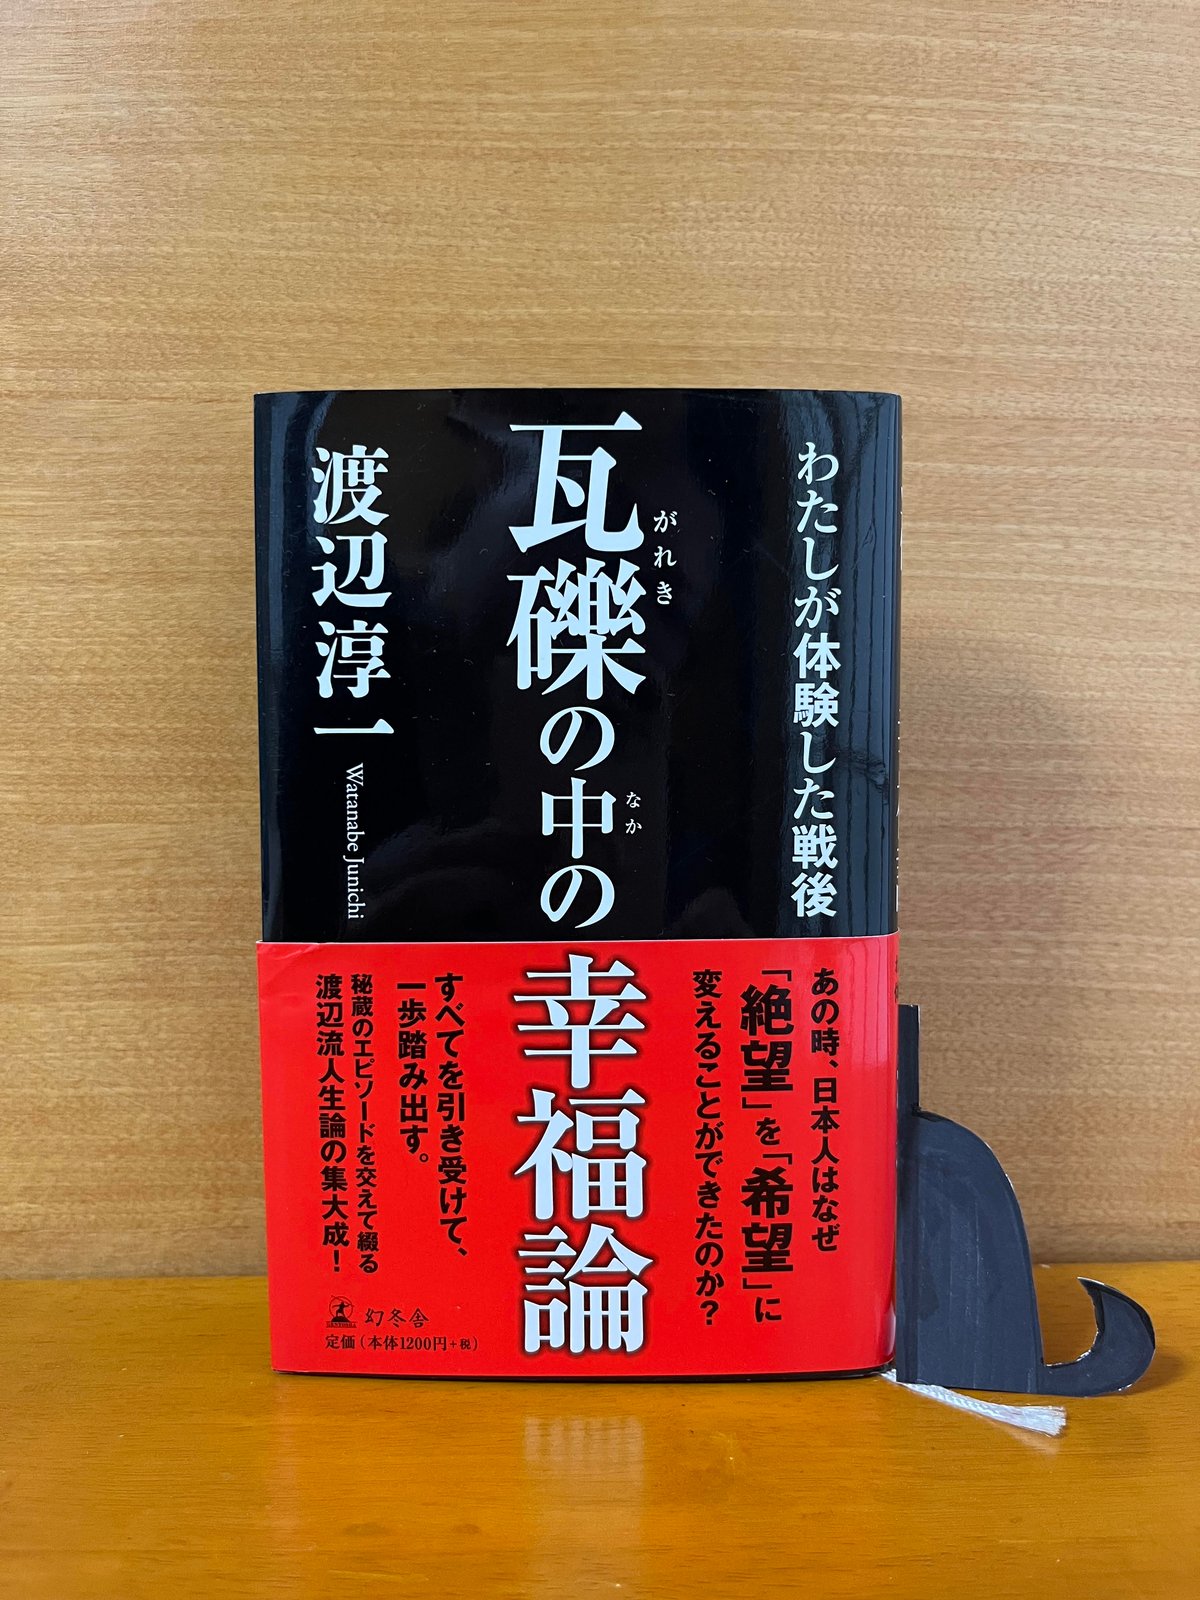 わたしが体験した戦後
がれき
なか
瓦礫の中の幸福論
渡辺淳一
Watanabe Junichi
あの時、日本人はなぜ
「絶望」を「希望」に
変えることができたのか?
すべてを引き受けて、
一歩踏み出す。
秘蔵のエピソードを交えて綴る
渡辺流人生論の集大成!
幻冬舎
定価(本体1200円+税)